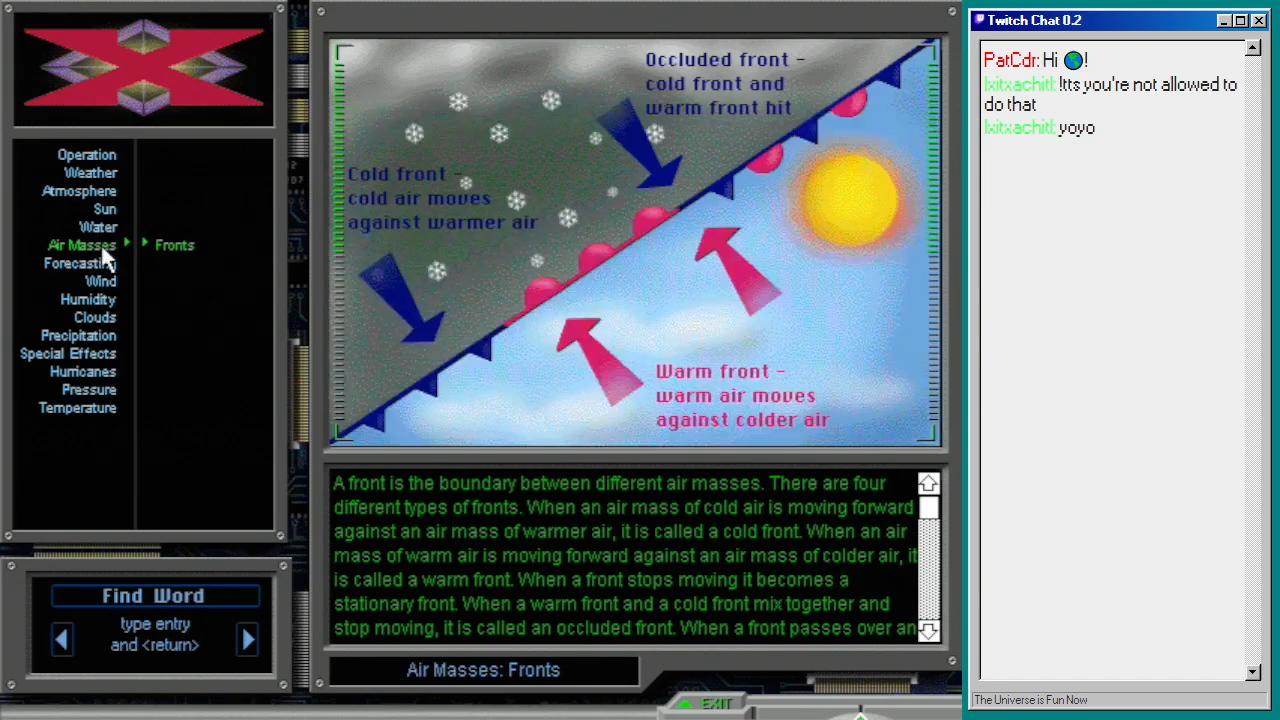 Operation
Weather
Atmosphere
Sun
Water
Air Masses
Fronts
Forecasting
Wind
Humidity
Clouds
Precipitation
Special Effects
Hurricanes
Pressure
Temperature
Find Word
type entry
and <return>
Occluded front -
cold front and
warm front hit
Cold front -
cold air moves
against warmer air
Warm front -
warm air moves
against colder air
A front is the boundary between different air masses. There are four
different types of fronts. When an air mass of cold air is moving forward
against an air mass of warmer air, it is called a cold front. When an air
mass of warm air is moving forward against an air mass of colder air, it
is called a warm front. When a front stops moving it becomes a
stationary front. When a warm front and a cold front mix together and
stop moving, it is called an occluded front. When a front passes over an
Air Masses: Fronts
EXIT
Twitch Chat 0.2
PatCdr: Hi 🌎!
!tts you're not allowed to
do that
yoyo
The Universe is Fun Now